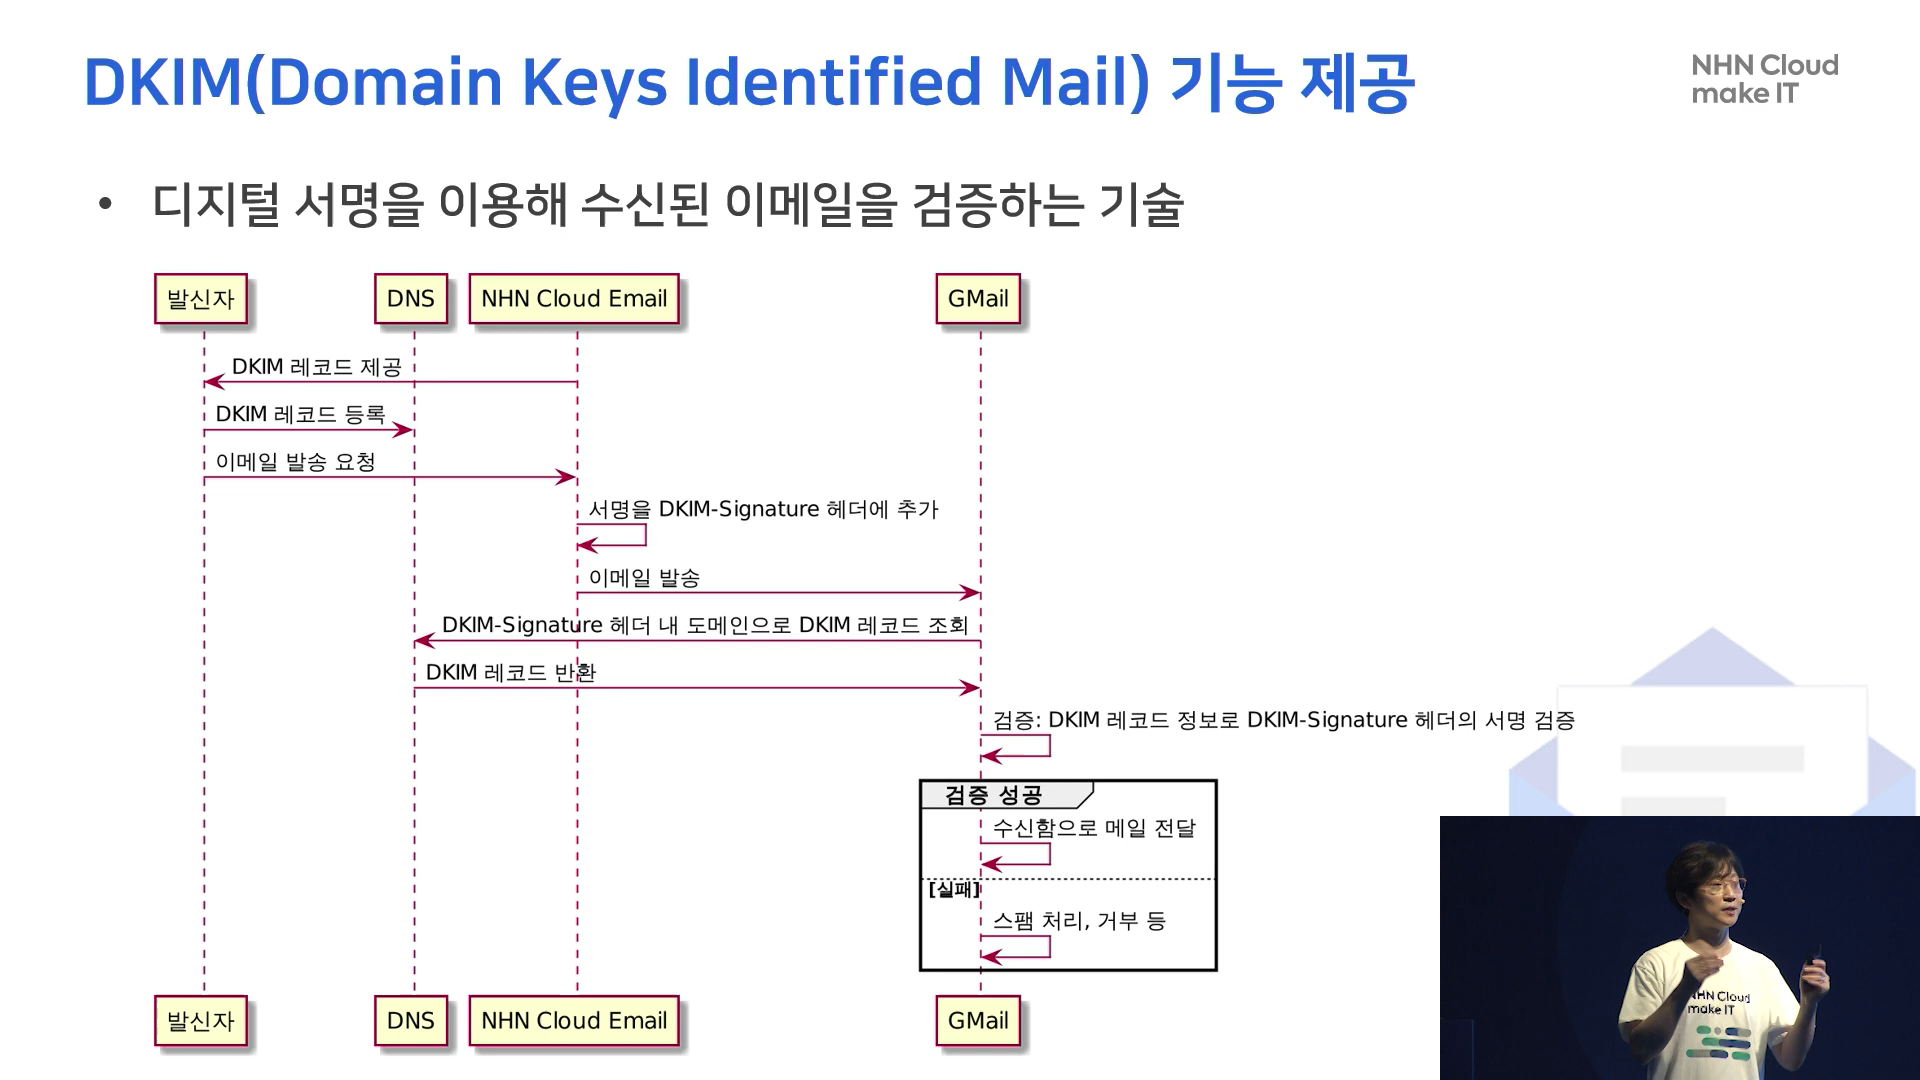 DKIM(Domain Keys Identified Mail) 기능 제공
NHN Cloud
make IT
• 디지털 서명을 이용해 수신된 이메일을 검증하는 기술
발신자
DNS
NHN Cloud Email
GMail
DKIM 레코드 제공
DKIM 레코드 등록
이메일 발송 요청
서명을 DKIM-Signature 헤더에 추가
이메일 발송
DKIM-Signature 헤더 내 도메인으로 DKIM 레코드 조회
DKIM 레코드 반환
검증: DKIM 레코드 정보로 DKIM-Signature 헤더의 서명 검증
검증 성공
수신함으로 메일 전달
[실패]
스팸 처리, 거부 등
발신자
DNS
NHN Cloud Email
GMail
NHN Cloud
make IT